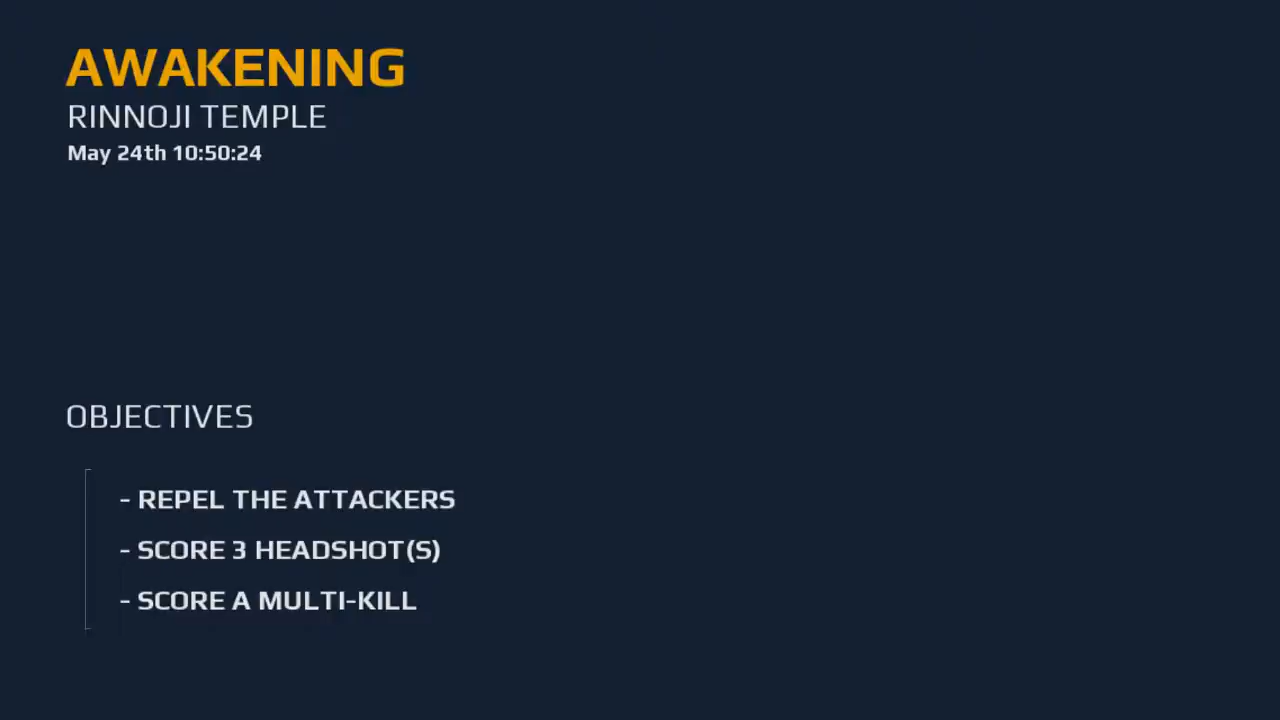 AWAKENING
RINNOJI TEMPLE
May 24th 10:50:24
OBJECTIVES
- REPEL THE ATTACKERS
- SCORE 3 HEADSHOT(S)
- SCORE A MULTI-KILL